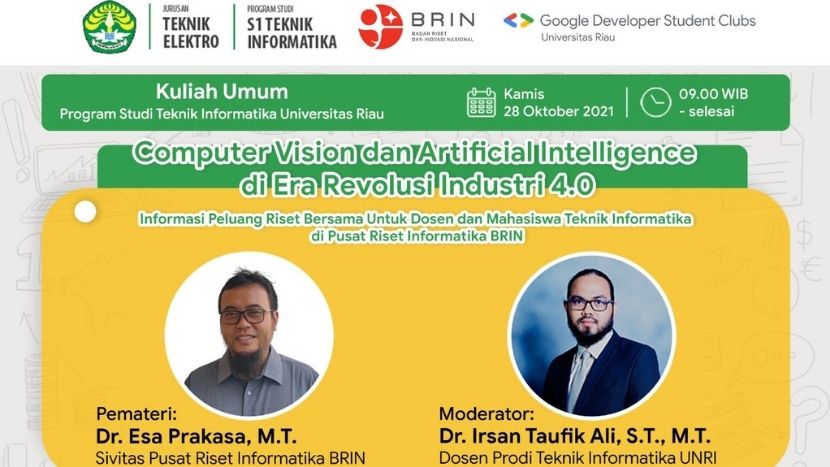 JURUSAN
TEKNIK
ELEKTRO
PROGRAM STUDI
S1 TEKNIK
INFORMATIKA
BRIN
BADAN RISET
DAN INOVASI NASIONAL
Google Developer Student Clubs
Universitas Riau
Kuliah Umum
Program Studi Teknik Informatika Universitas Riau
Kamis
28 Oktober 2021
09.00 WIB
- selesai
Computer Vision dan Artificial Intelligence
di Era Revolusi Industri 4.0
Informasi Peluang Riset Bersama Untuk Dosen dan Mahasiswa Teknik Informatika
di Pusat Riset Informatika BRIN
Pemateri:
Dr. Esa Prakasa, M.T.
Sivitas Pusat Riset Informatika BRIN
Moderator:
Dr. Irsan Taufik Ali, S.T., M.T.
Dosen Prodi Teknik Informatika UNRI